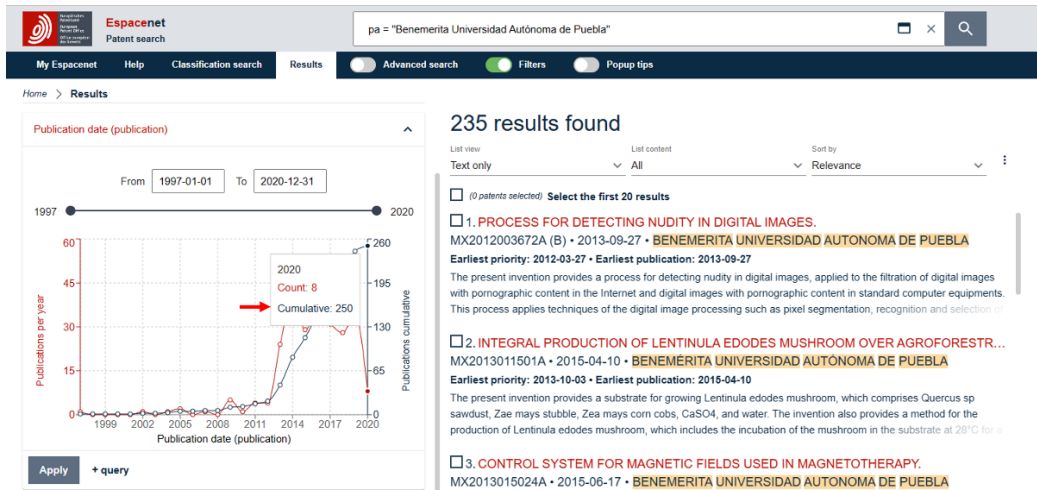 Europäisches Patentamt
European Patent Office
Office européen des brevets
Espacenet
Patent search
pa = "Benemerita Universidad Autónoma de Puebla"
My Espacenet Help Classification search Results Advanced search Filters Popup tips
Home > Results
Publication date (publication)
From 1997-01-01 To 2020-12-31
1997 2020
60 260
45 195
30 130
15 65
0 0
Publications per year
Publications cumulative
2020
Count: 8
Cumulative: 250
1999 2002 2005 2008 2011 2014 2017 2020
Publication date (publication)
Apply + query
235 results found
List view List content Sort by
Text only All Relevance
(0 patents selected) Select the first 20 results
1. PROCESS FOR DETECTING NUDITY IN DIGITAL IMAGES.
MX2012003672A (B) • 2013-09-27 • BENEMERITA UNIVERSIDAD AUTONOMA DE PUEBLA
Earliest priority: 2012-03-27 • Earliest publication: 2013-09-27
The present invention provides a process for detecting nudity in digital images, applied to the filtration of digital images
with pornographic content in the Internet and digital images with pornographic content in standard computer equipments.
This process applies techniques of the digital image processing such as pixel segmentation, recognition and selection of
2. INTEGRAL PRODUCTION OF LENTINULA EDODES MUSHROOM OVER AGROFORESTR...
MX2013011501A • 2015-04-10 • BENEMÉRITA UNIVERSIDAD AUTÓNOMA DE PUEBLA
Earliest priority: 2013-10-03 • Earliest publication: 2015-04-10
The present invention provides a substrate for growing Lentinula edodes mushroom, which comprises Quercus sp
sawdust, Zae mays stubble, Zea mays corn cobs, CaSO4, and water. The invention also provides a method for the
production of Lentinula edodes mushroom, which includes the incubation of the mushroom in the substrate at 28°C for a
3. CONTROL SYSTEM FOR MAGNETIC FIELDS USED IN MAGNETOTHERAPY.
MX2013015024A • 2015-06-17 • BENEMERITA UNIVERSIDAD AUTONOMA DE PUEBLA